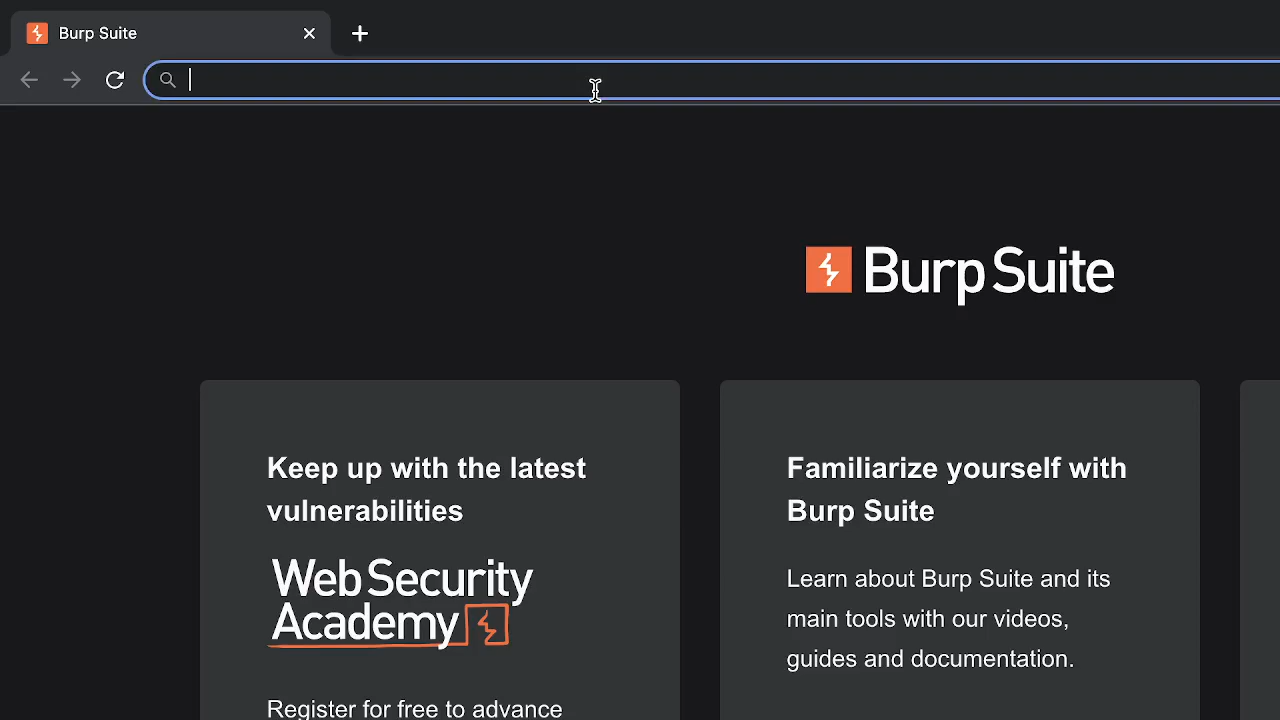 Burp Suite
Burp Suite
Keep up with the latest
vulnerabilities
Web Security
Academy
Register for free to advance
Familiarize yourself with
Burp Suite
Learn about Burp Suite and its
main tools with our videos,
guides and documentation.